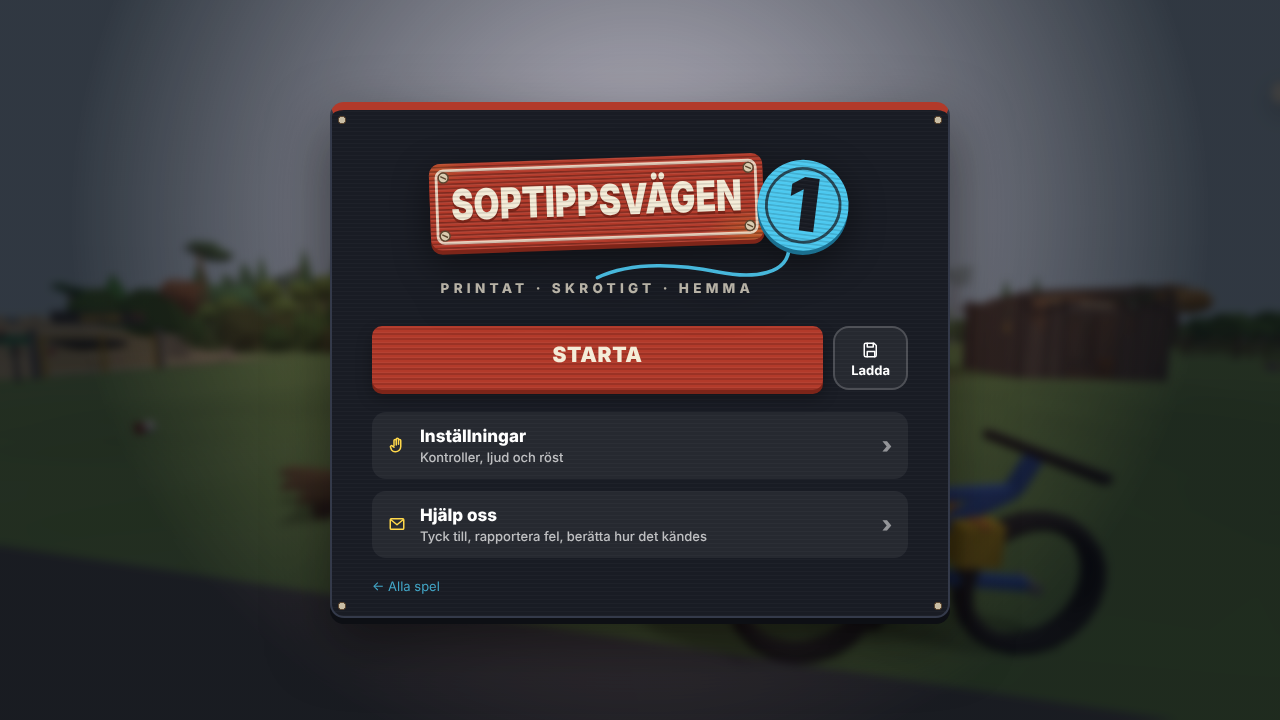 SOPTIPPSVÄGEN 1
PRINTAT · SKROTIGT · HEMMA
STARTA
Ladda
Inställningar
Kontroller, ljud och röst
Hjälp oss
Tyck till, rapportera fel, berätta hur det kändes
← Alla spel